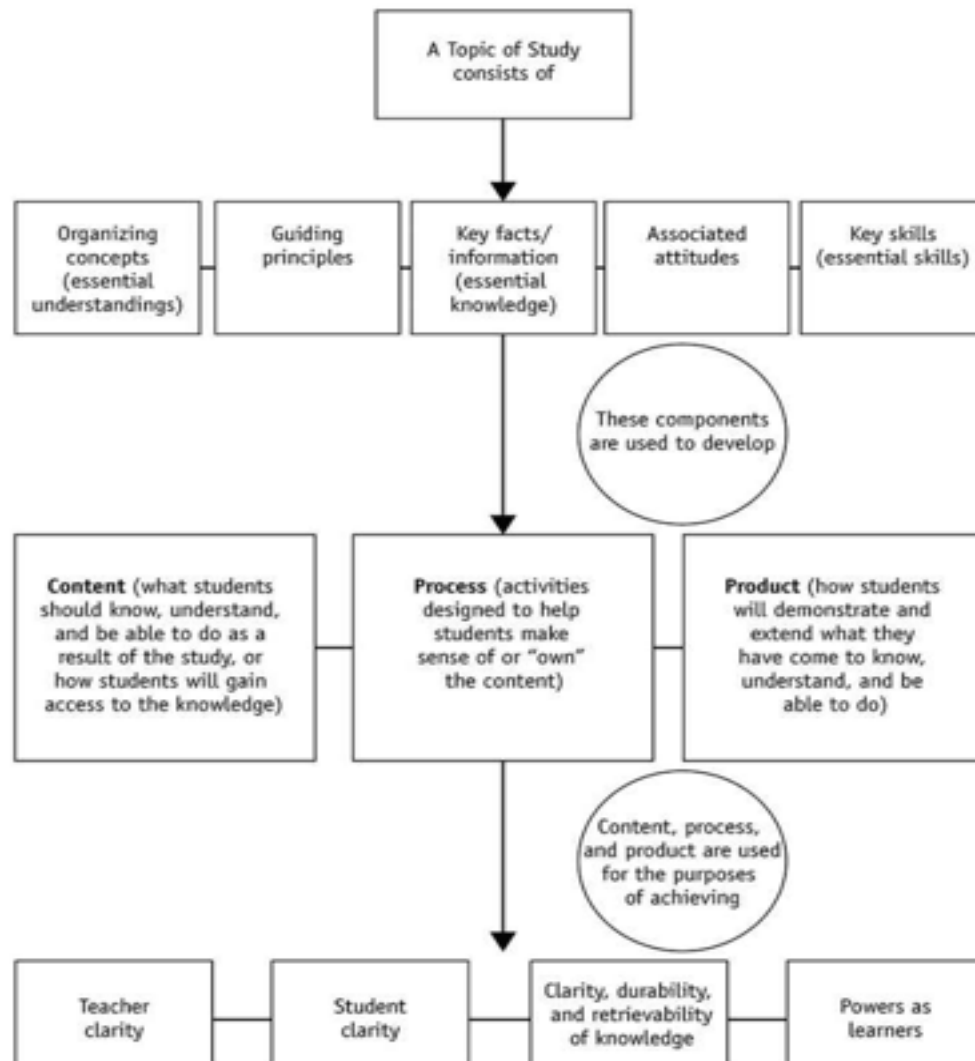 A Topic of Study
consists of
Organizing
concepts
(essential
understandings)
Guiding
principles
Key facts/
information
(essential
knowledge)
Associated
attitudes
Key skills
(essential skills)
These components
are used to develop
Content (what students
should know, understand,
and be able to do as a
result of the study, or
how students will gain
access to the knowledge)
Process (activities
designed to help
students make
sense of or “own”
the content)
Product (how students
will demonstrate and
extend what they
have come to know,
understand, and be
able to do)
Content, process,
and product are used
for the purposes
of achieving
Teacher
clarity
Student
clarity
Clarity, durability,
and retrievability
of knowledge
Powers as
learners